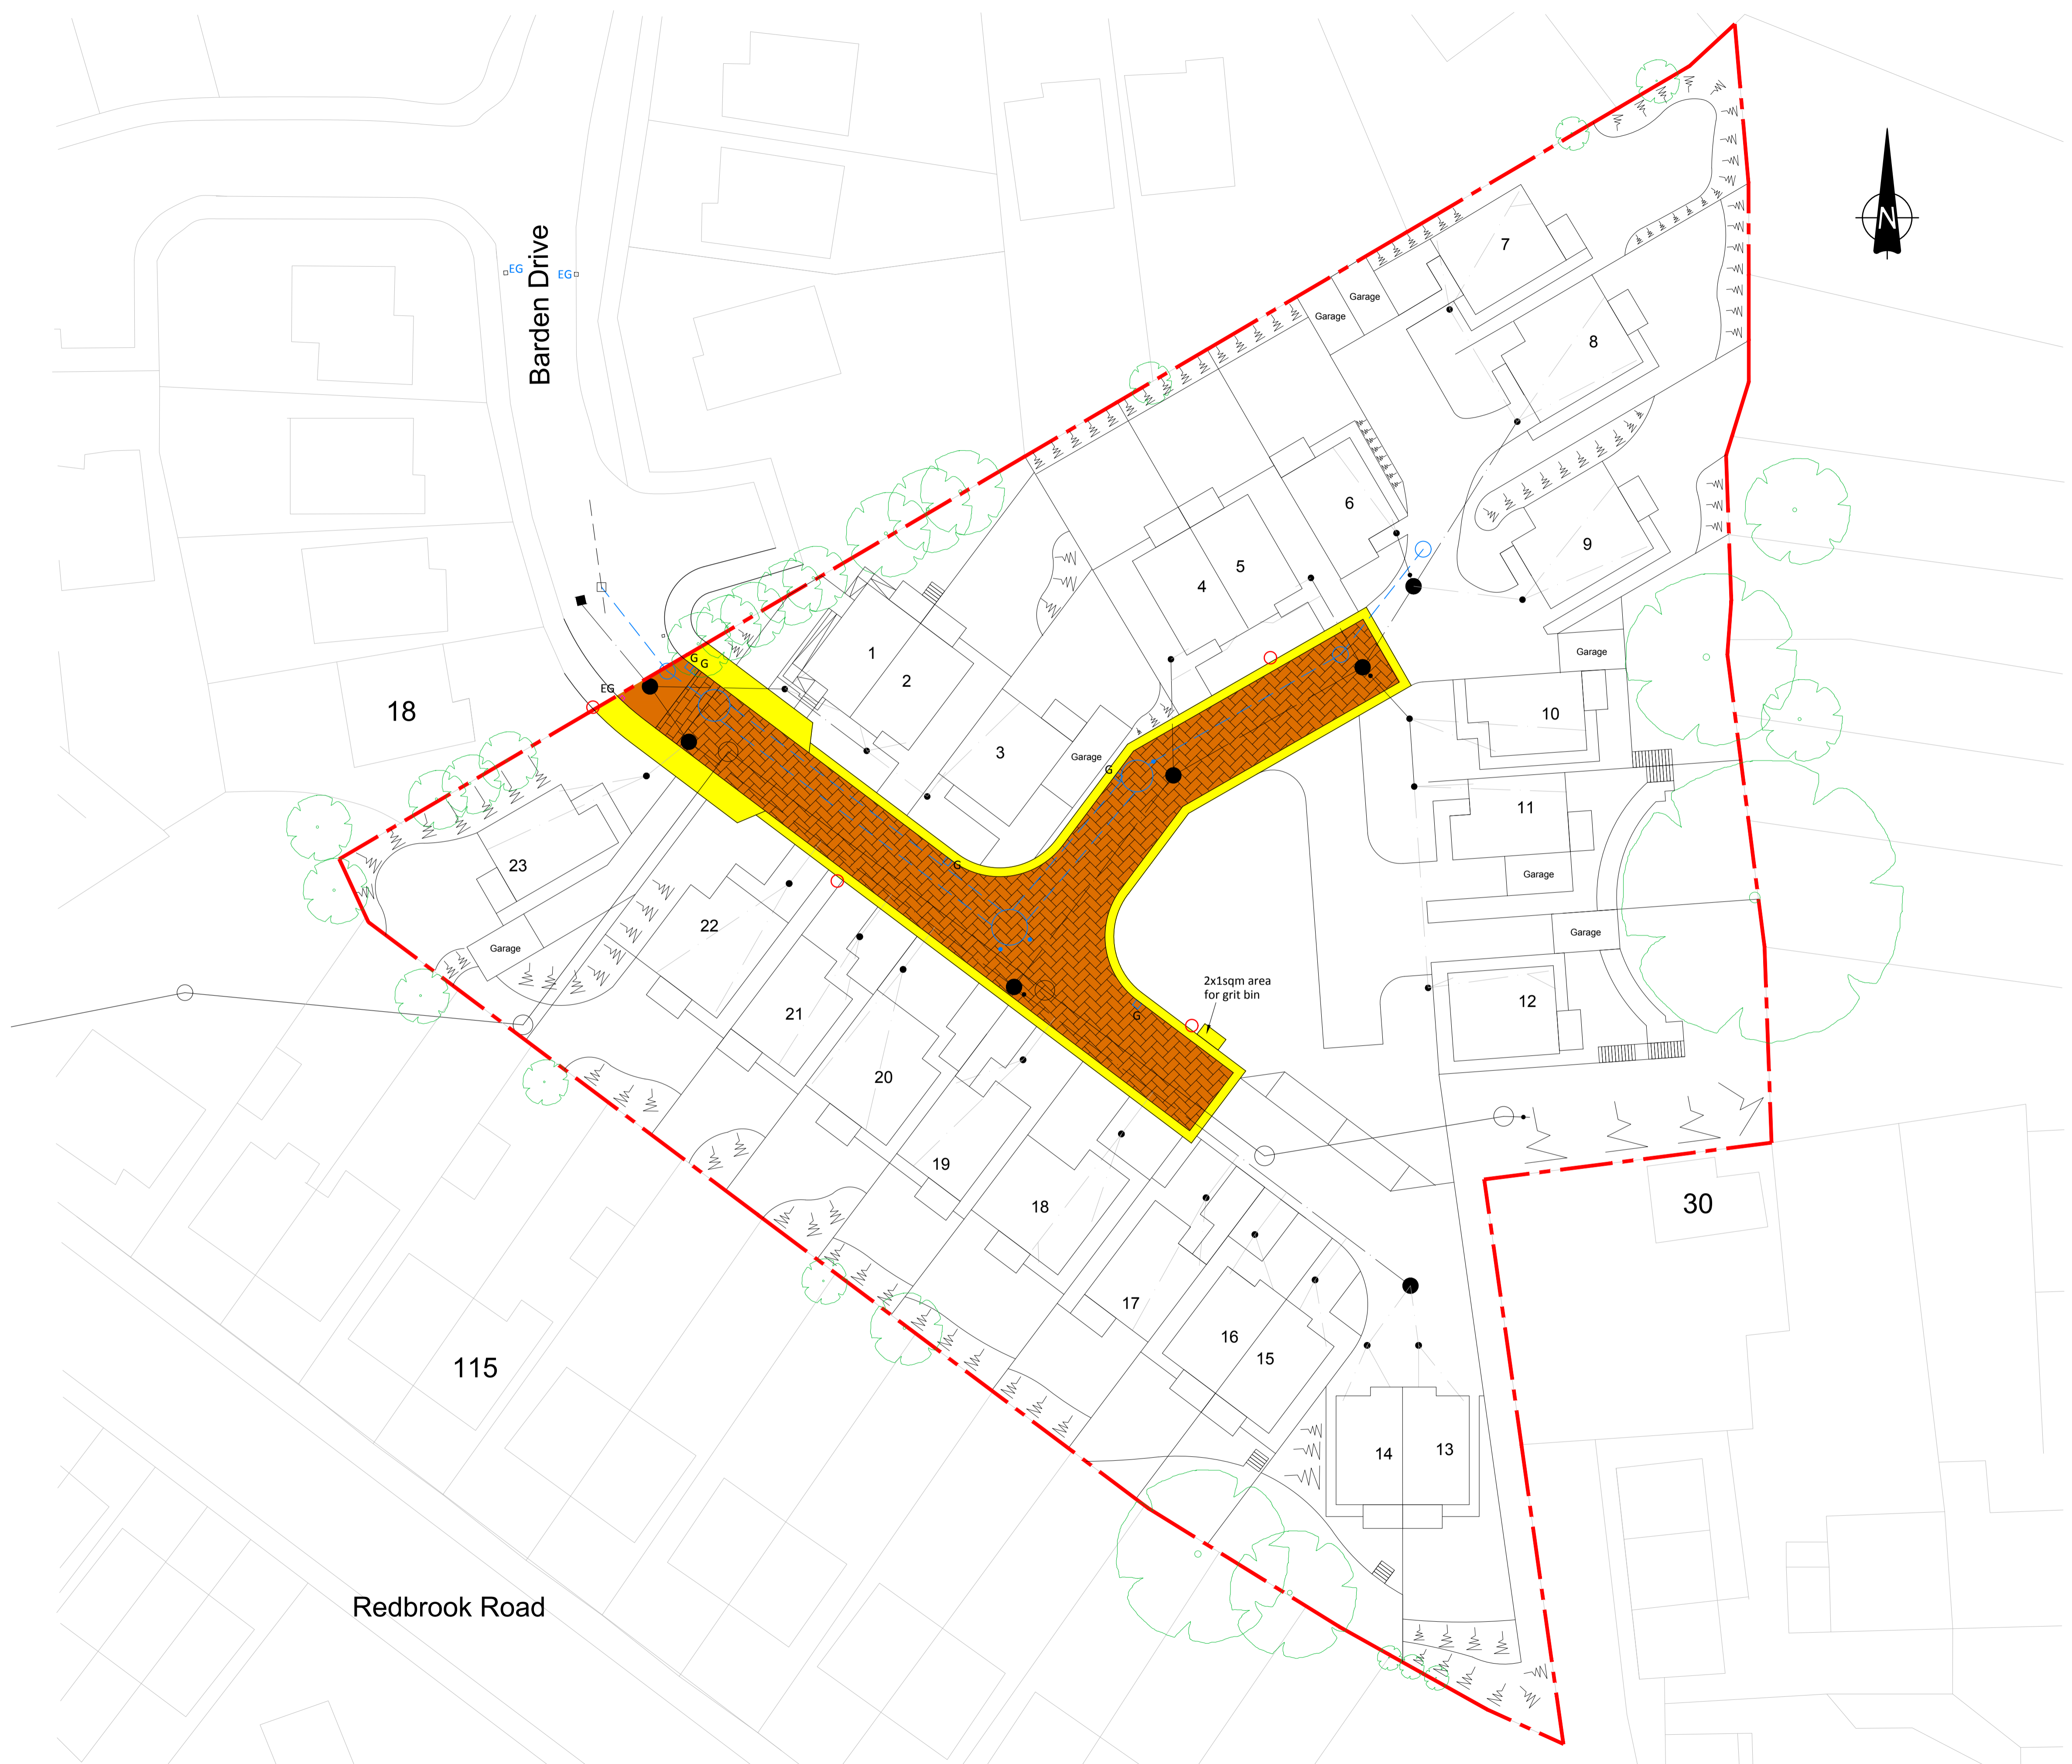 N
7
Garage
Garage
8
EG
EG
Barden Drive
6
9
5
4
1
Garage
2
G
G
EG
18
10
3
Garage
G
11
23
G
Garage
22
Garage
Garage
2x1sqm area
for grit bin
12
21
G
20
19
18
30
17
16
15
115
14
13
Redbrook Road